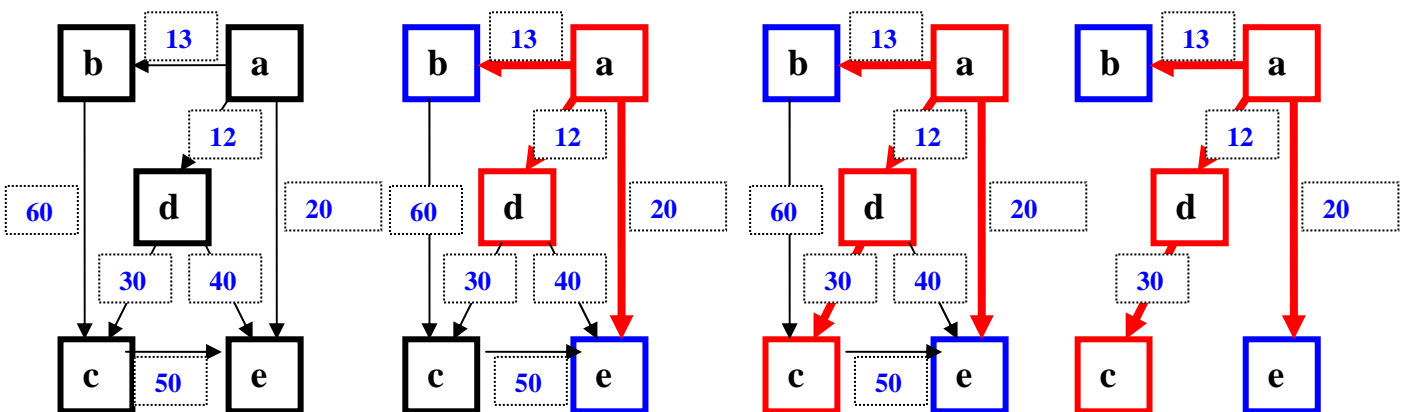 13 13 13 13
b a b a b a b a
12 12 12 12
d d d d
60 20 60 20 60 20 20
30 40 30 40 30 40 30
c e c e c e c e
50 50 50